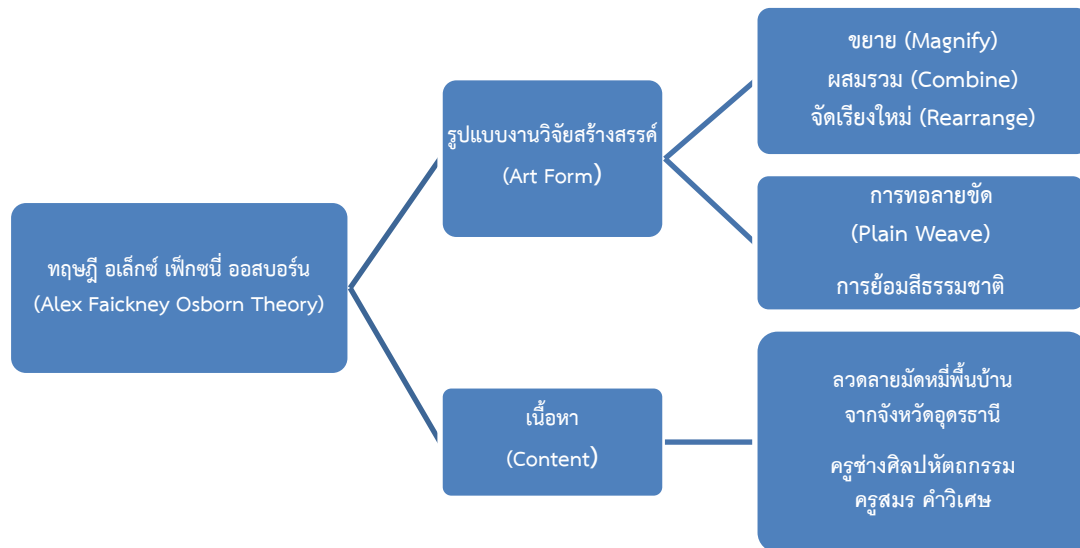 ทฤษฎี อเล็กซ์ เฟ็กซนี่ ออสบอร์น
(Alex Faickney Osborn Theory)
รูปแบบงานวิจัยสร้างสรรค์
(Art Form)
ขยาย (Magnify)
ผสมรวม (Combine)
จัดเรียงใหม่ (Rearrange)
การทอลายขัด
(Plain Weave)
การย้อมสีธรรมชาติ
เนื้อหา
(Content)
ลวดลายมัดหมี่พื้นบ้าน
จากจังหวัดอุดรธานี
ครูช่างศิลปหัตถกรรม
ครูสมร คำวิเศษ